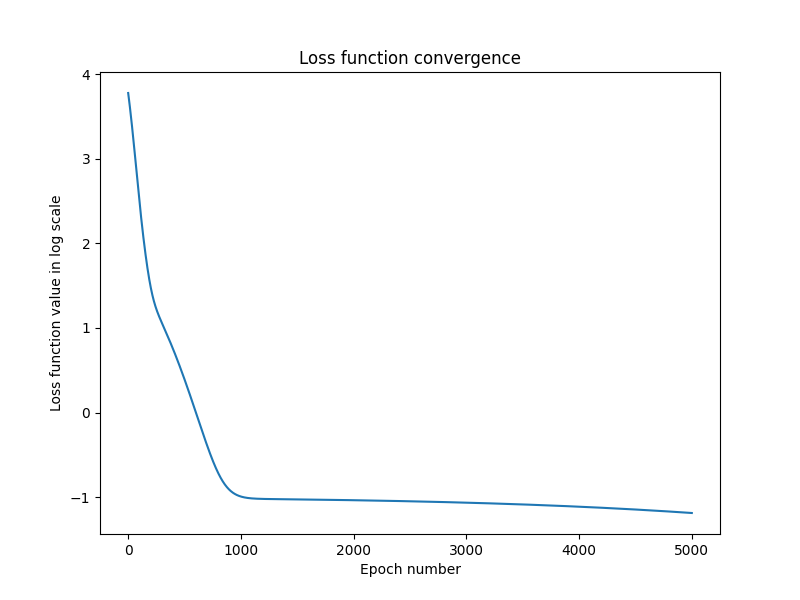 Loss function convergence
4
3
2
1
0
−1
Loss function value in log scale
0 1000 2000 3000 4000 5000
Epoch number